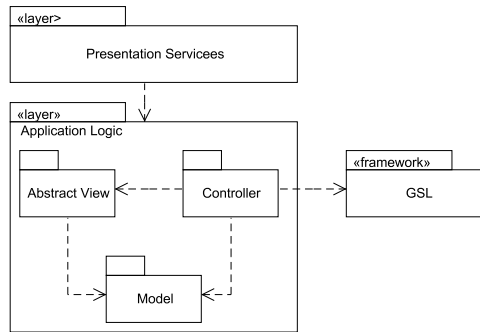 «layer>
Presentation Servicees
«layer»
Application Logic
Abstract View
Controller
«framework»
GSL
Model